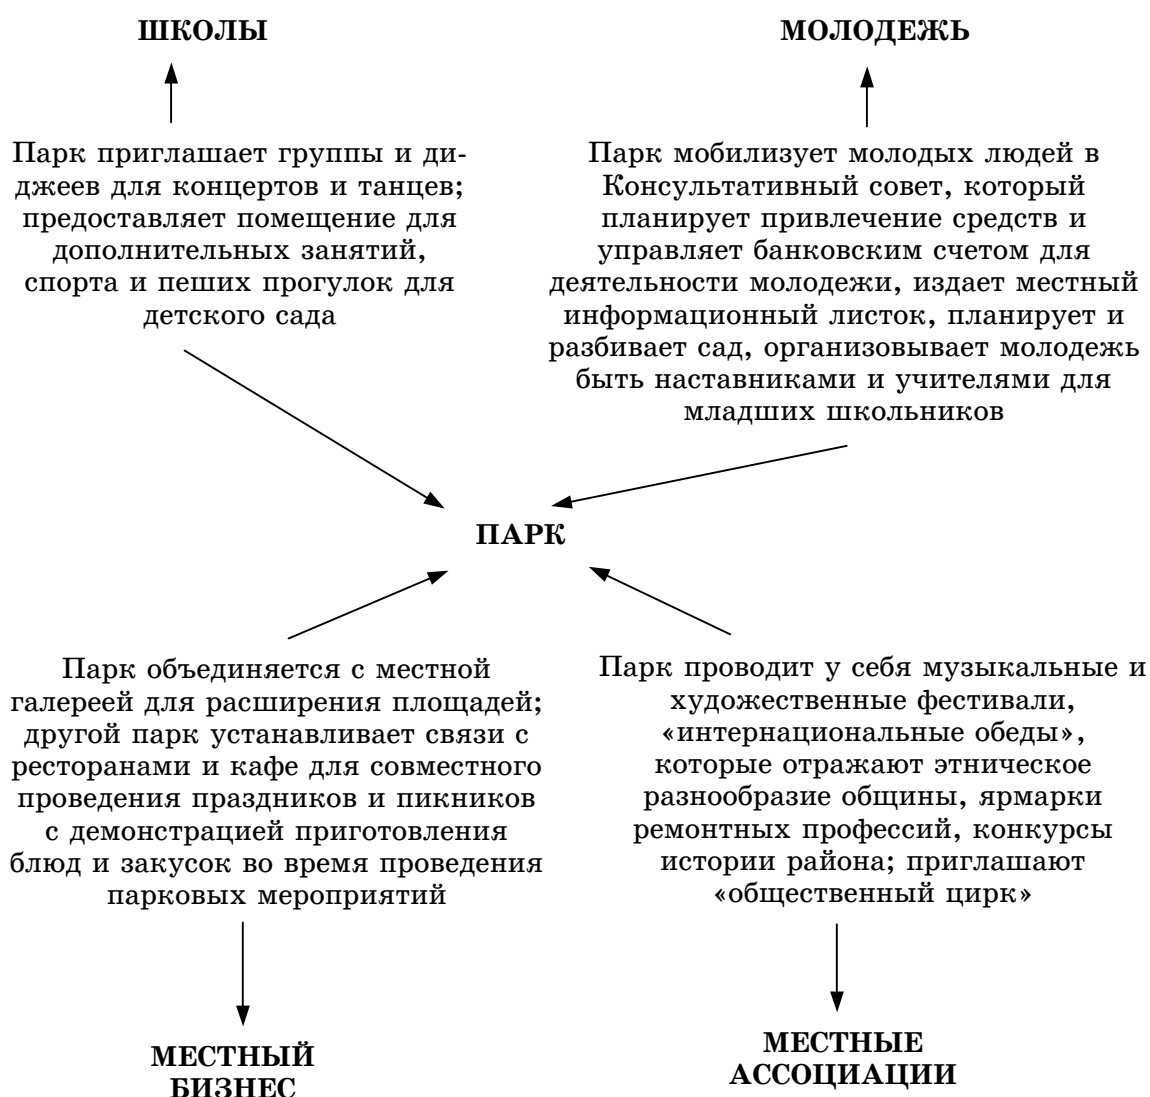 ШКОЛЫ
Парк приглашает группы и ди-
джеев для концертов и танцев;
предоставляет помещение для
дополнительных занятий,
спорта и пеших прогулок для
детского сада
МОЛОДЕЖЬ
Парк мобилизует молодых людей в
Консультативный совет, который
планирует привлечение средств и
управляет банковским счетом для
деятельности молодежи, издает местный
информационный листок, планирует и
разбивает сад, организовывает молодежь
быть наставниками и учителями для
младших школьников
ПАРК
Парк объединяется с местной
галереей для расширения площадей;
другой парк устанавливает связи с
ресторанами и кафе для совместного
проведения праздников и пикников
с демонстрацией приготовления
блюд и закусок во время проведения
парковых мероприятий
МЕСТНЫЙ
БИЗНЕС
Парк проводит у себя музыкальные и
художественные фестивали,
«интернациональные обеды»,
которые отражают этническое
разнообразие общины, ярмарки
ремонтных профессий, конкурсы
истории района; приглашают
«общественный цирк»
МЕСТНЫЕ
АССОЦИАЦИИ